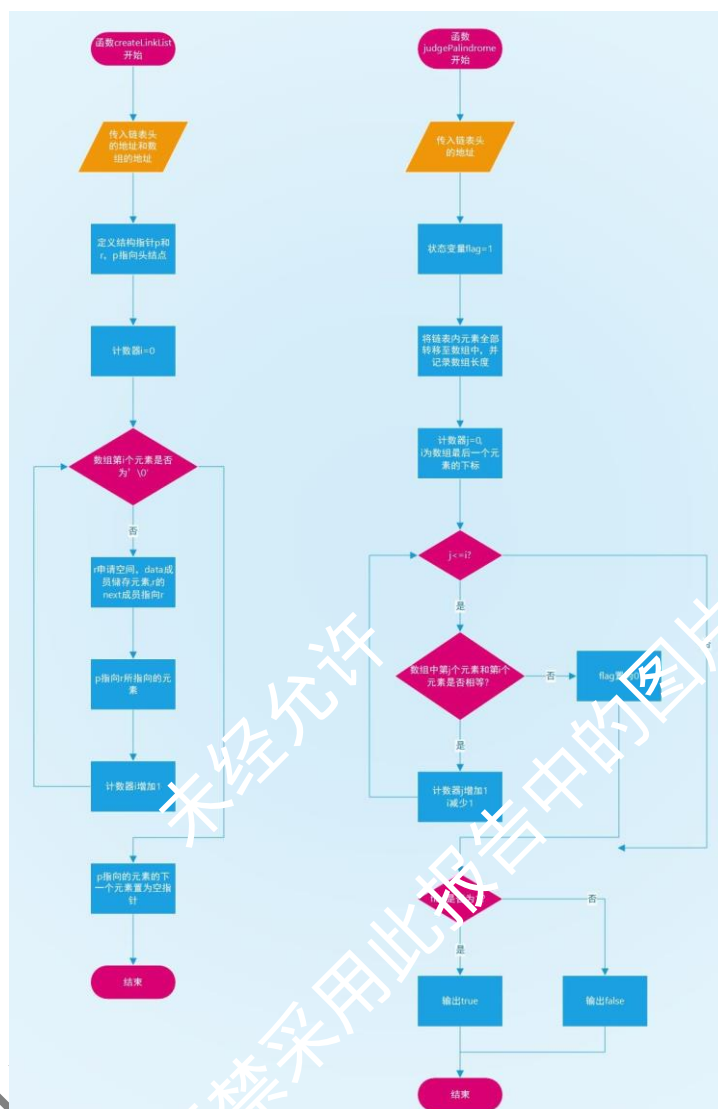 函数createLinkList
开始
传入链表头
的地址和数
组的地址
定义结构指针p和
r、p指向头结点
计数器i=0
数组第i个元素是否
为’\0'
否
r申请空间、data成
员储存元素,r的
next成员指向r
p指向r所指向的元
素
计数器i增加1
p指向的元素的下
一个元素置为空指
针
结束
函数
judgePalindrome
开始
传入链表头
的地址
状态变量flag=1
将链表内元素全部
转移至数组中，并
记录数组长度
计数器j=0,
i为数组最后一个元
素的下标
j<=i?
是
数组中第j个元素和第i个
元素是否相等?
否
flag置为0
是
计数器j增加1
i减少1
是否为
否
是
输出true
输出false
结束
未经允许
禁采用此报告中的图片